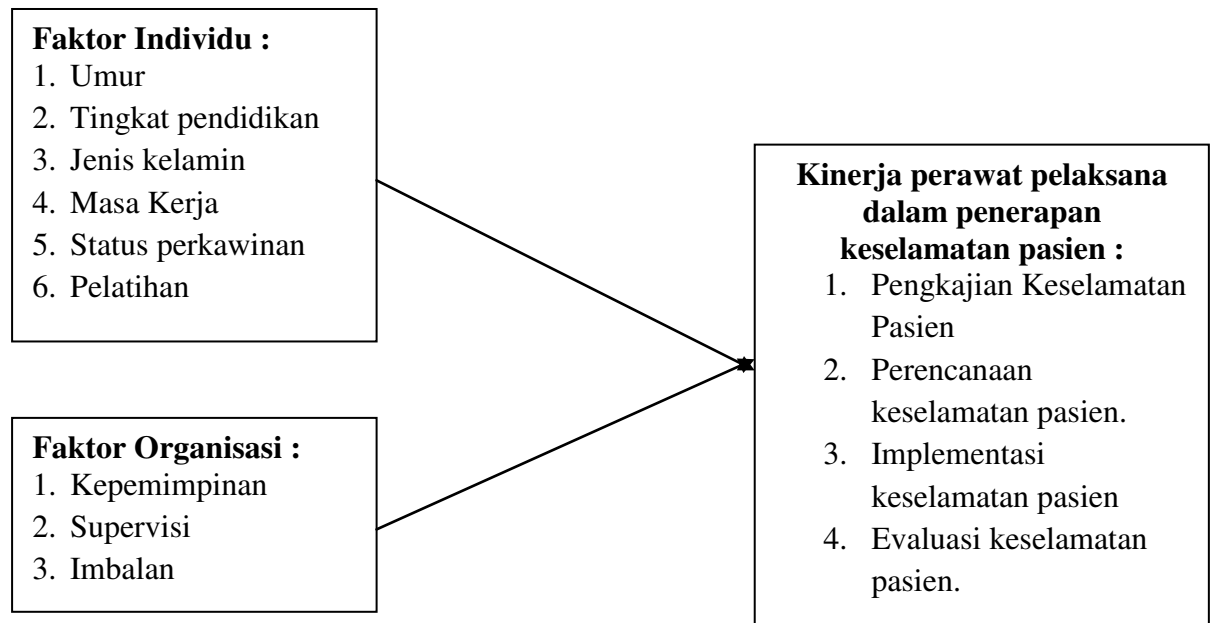 Faktor Individu :
1. Umur
2. Tingkat pendidikan
3. Jenis kelamin
4. Masa Kerja
5. Status perkawinan
6. Pelatihan
Faktor Organisasi :
1. Kepemimpinan
2. Supervisi
3. Imbalan
Kinerja perawat pelaksana
dalam penerapan
keselamatan pasien :
1. Pengkajian Keselamatan
Pasien
2. Perencanaan
keselamatan pasien.
3. Implementasi
keselamatan pasien
4. Evaluasi keselamatan
pasien.